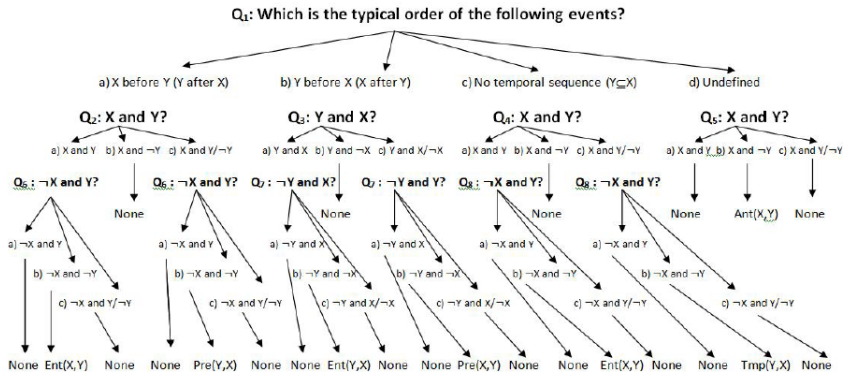 Q₁: Which is the typical order of the following events?
a) X before Y (Y after X) b) Y before X (X after Y) c) No temporal sequence (Y⊆X) d) Undefined
Q₂: X and Y? Q₃: Y and X? Q₄: X and Y? Q₅: X and Y?
a) X and Y b) X and ¬Y c) X and Y/¬Y a) Y and X b) Y and ¬X c) Y and X/¬X a) X and Y b) X and ¬Y c) X and Y/¬Y a) X and Y b) X and ¬Y c) X and Y/¬Y
Q₆ : ¬X and Y? Q₆ : ¬X and Y? Q₇ : ¬Y and X? Q₇ : ¬Y and Y? Q₈ : ¬X and Y? Q₈ : ¬X and Y?
None None None None Ant(X,Y) None
a) ¬X and Y a) ¬X and Y a) ¬Y and X a) ¬Y and X a) ¬X and Y a) ¬X and Y
b) ¬X and ¬Y b) ¬X and ¬Y b) ¬Y and ¬X b) ¬Y and ¬X b) ¬X and ¬Y b) ¬X and ¬Y
c) ¬X and Y/¬Y c) ¬X and Y/¬Y c) ¬Y and X/¬X c) ¬Y and X/¬X c) ¬X and Y/¬Y c) ¬X and Y/¬Y
None Ent(X,Y) None None Pre(Y,X) None None Ent(Y,X) None None Pre(X,Y) None None Ent(X,Y) None None Tmp(Y,X) None